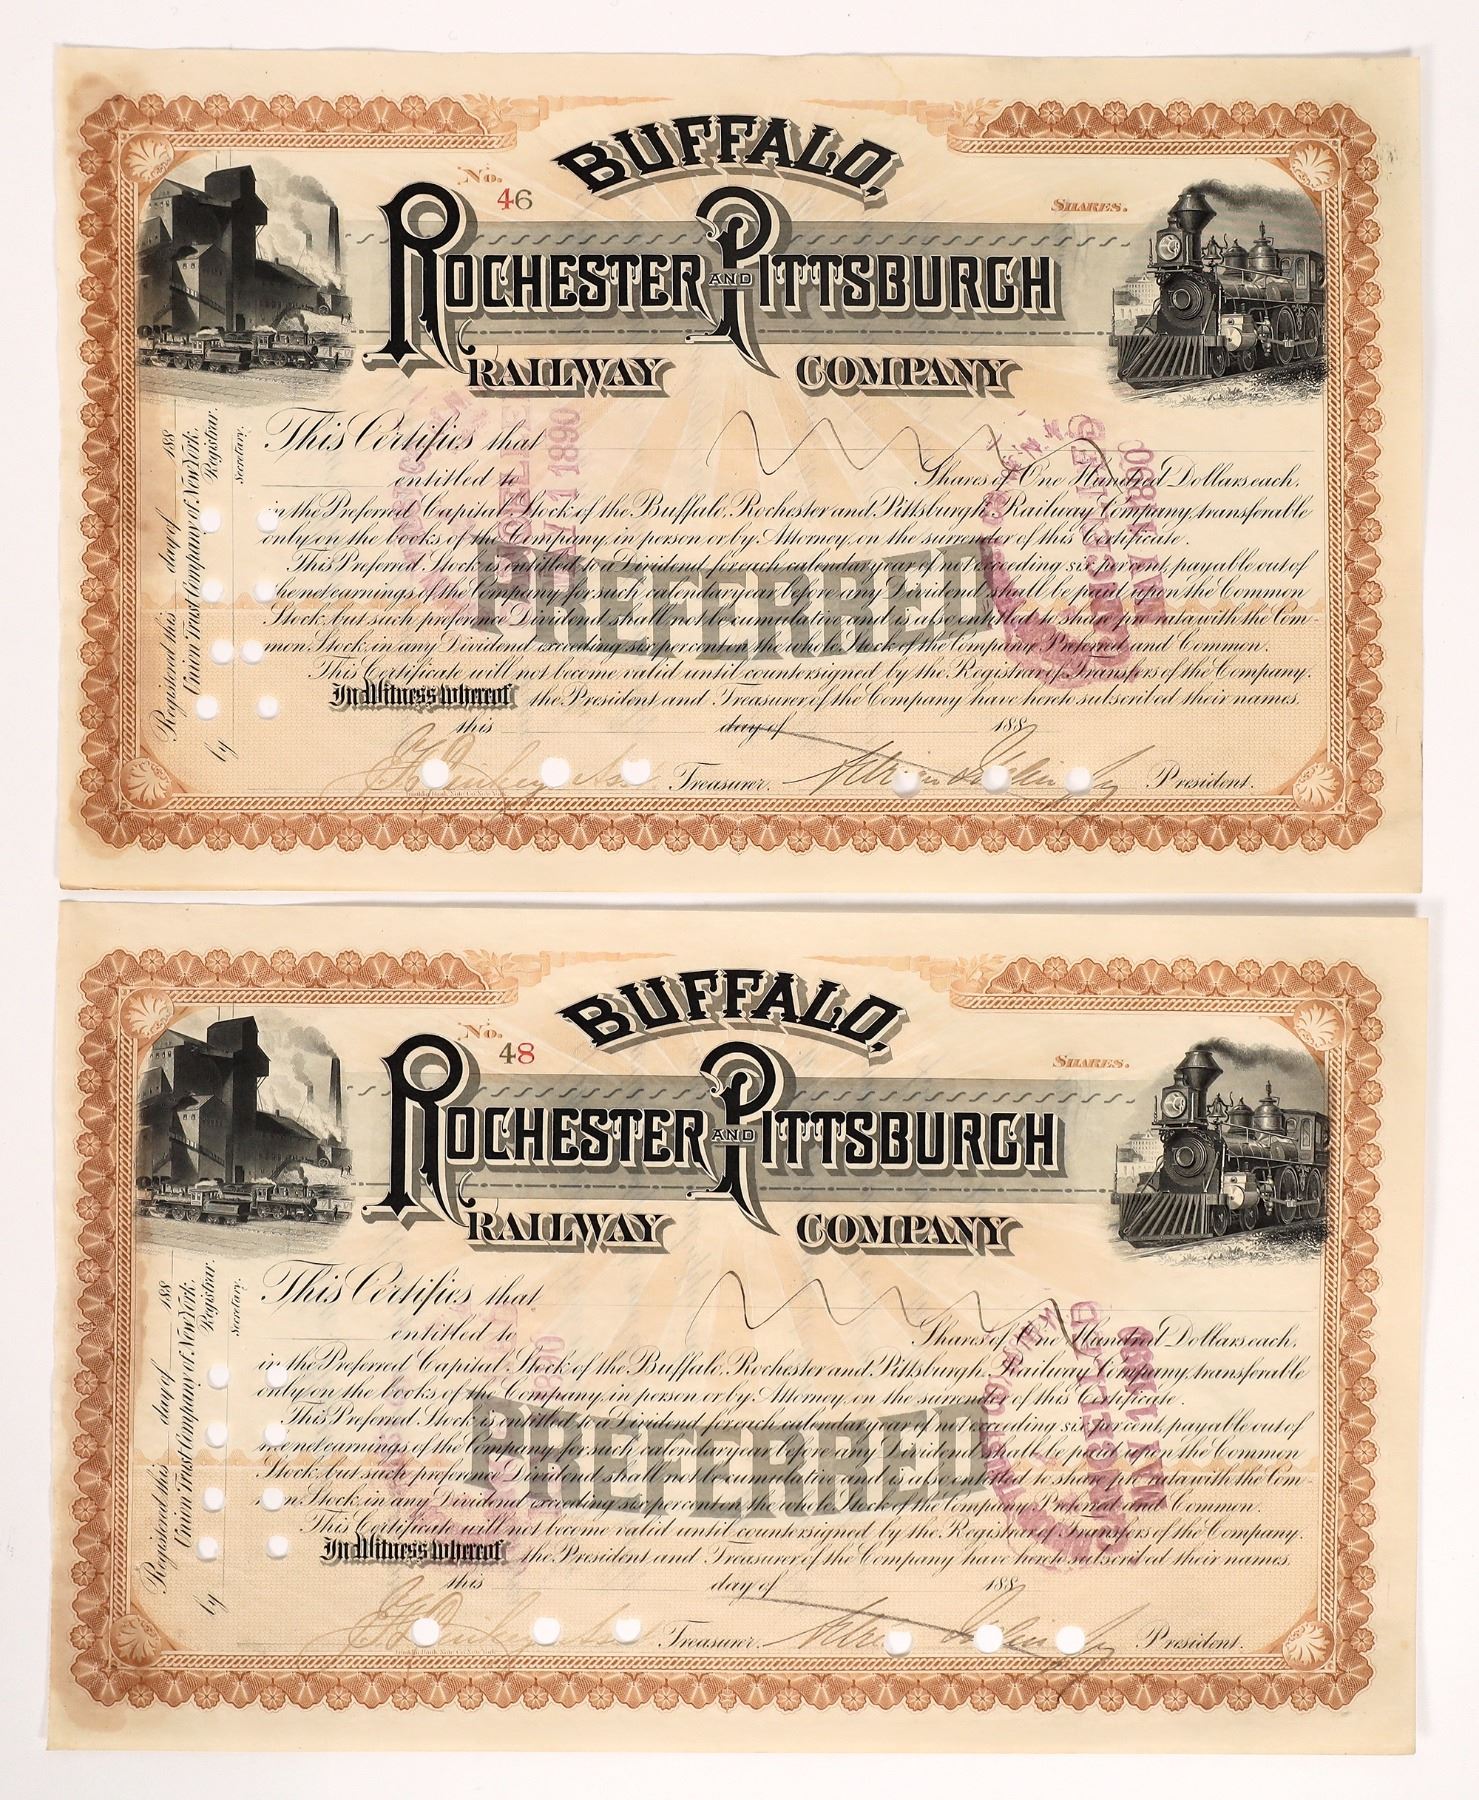 BUFFALO,
No. 46
SHARES.
ROCHESTER AND PITTSBURGH
RAILWAY COMPANY
This Certifies that
entitled to Shares of One Hundred Dollars each,
in the Preferred Capital Stock of the Buffalo, Rochester and Pittsburgh Railway Company, transferable
only on the books of the Company, in person or by Attorney, on the surrender of this Certificate.
This Preferred Stock is entitled to a Dividend for each calendar year of not exceeding six per cent, payable out of
the net earnings of the Company for such calendar year before any Dividend shall be paid upon the Common
Stock, but such preference Dividend shall not be cumulative and is also entitled to share pro rata with the Com-
mon Stock, in any Dividend exceeding six per cent on the whole Stock of the Company, Preferred and Common.
This Certificate will not become valid until countersigned by the Registrar of Transfers of the Company.
In Witness whereof the President and Treasurer of the Company have hereto subscribed their names.
this day of 188
Treasurer. President.
PREFERRED
Registered this day of 188
Union Trust Company of New York,
Registrar.
by Secretary.
1890
CANCELLED
BUFFALO,
No. 48
SHARES.
ROCHESTER AND PITTSBURGH
RAILWAY COMPANY
This Certifies that
entitled to Shares of One Hundred Dollars each,
in the Preferred Capital Stock of the Buffalo, Rochester and Pittsburgh Railway Company, transferable
only on the books of the Company, in person or by Attorney, on the surrender of this Certificate.
This Preferred Stock is entitled to a Dividend for each calendar year of not exceeding six per cent, payable out of
the net earnings of the Company for such calendar year before any Dividend shall be paid upon the Common
Stock, but such preference Dividend shall not be cumulative and is also entitled to share pro rata with the Com-
mon Stock, in any Dividend exceeding six per cent on the whole Stock of the Company, Preferred and Common.
This Certificate will not become valid until countersigned by the Registrar of Transfers of the Company.
In Witness whereof the President and Treasurer of the Company have hereto subscribed their names.
this day of 188
Treasurer. President.
PREFERRED
Registered this day of 188
Union Trust Company of New York,
Registrar.
by Secretary.